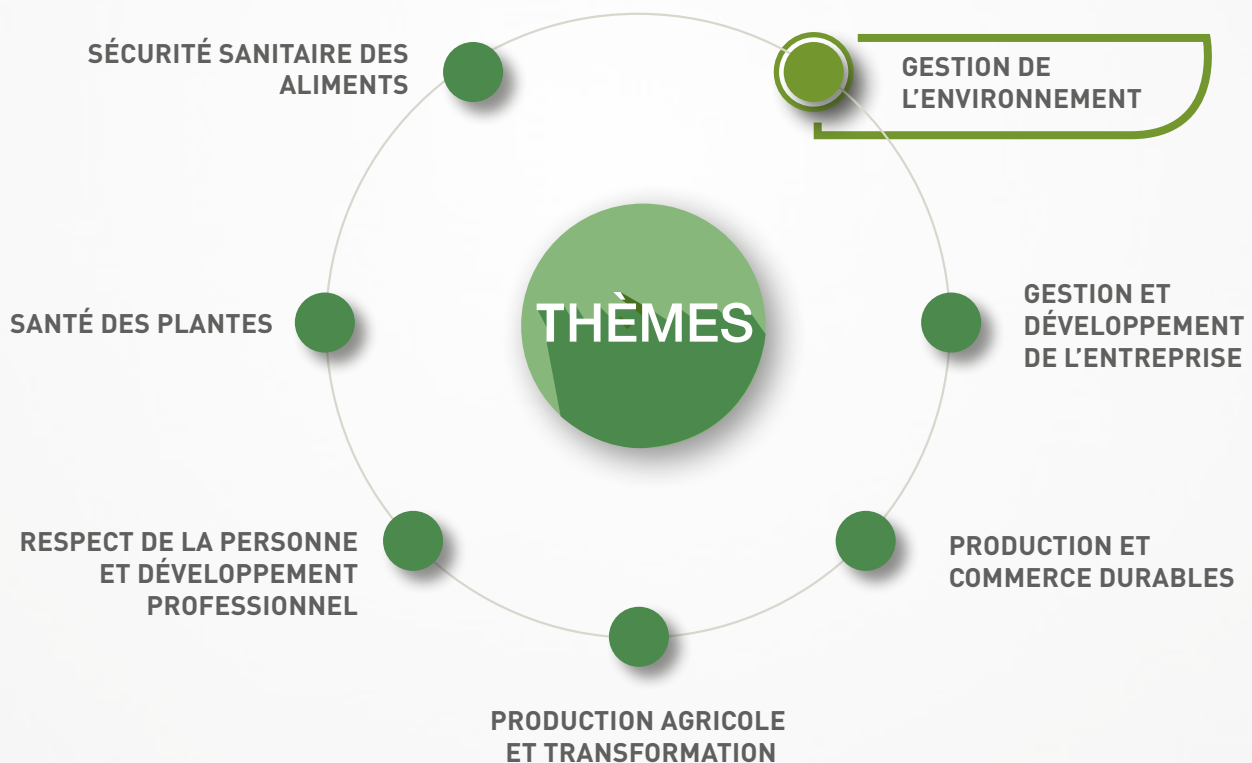 SÉCURITÉ SANITAIRE DES
ALIMENTS
GESTION DE
L'ENVIRONNEMENT
SANTÉ DES PLANTES
THÈMES
GESTION ET
DÉVELOPPEMENT
DE L'ENTREPRISE
RESPECT DE LA PERSONNE
ET DÉVELOPPEMENT
PROFESSIONNEL
PRODUCTION ET
COMMERCE DURABLES
PRODUCTION AGRICOLE
ET TRANSFORMATION